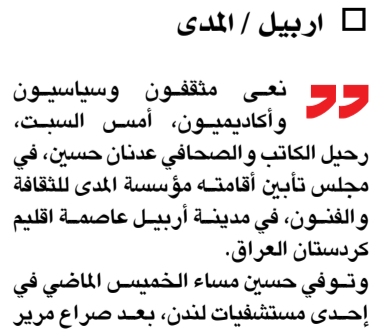 □ اربيل / المدى
نعى مثقفون وسياسيون
وأكاديميون، أمس السبت،
رحيل الكاتب والصحافي عدنان حسين، في
مجلس تأبين أقامته مؤسسة المدى للثقافة
والفنون، في مدينة أربيل عاصمة اقليم
كردستان العراق.
وتوفي حسين مساء الخميس الماضي في
إحدى مستشفيات لندن، بعد صراع مرير